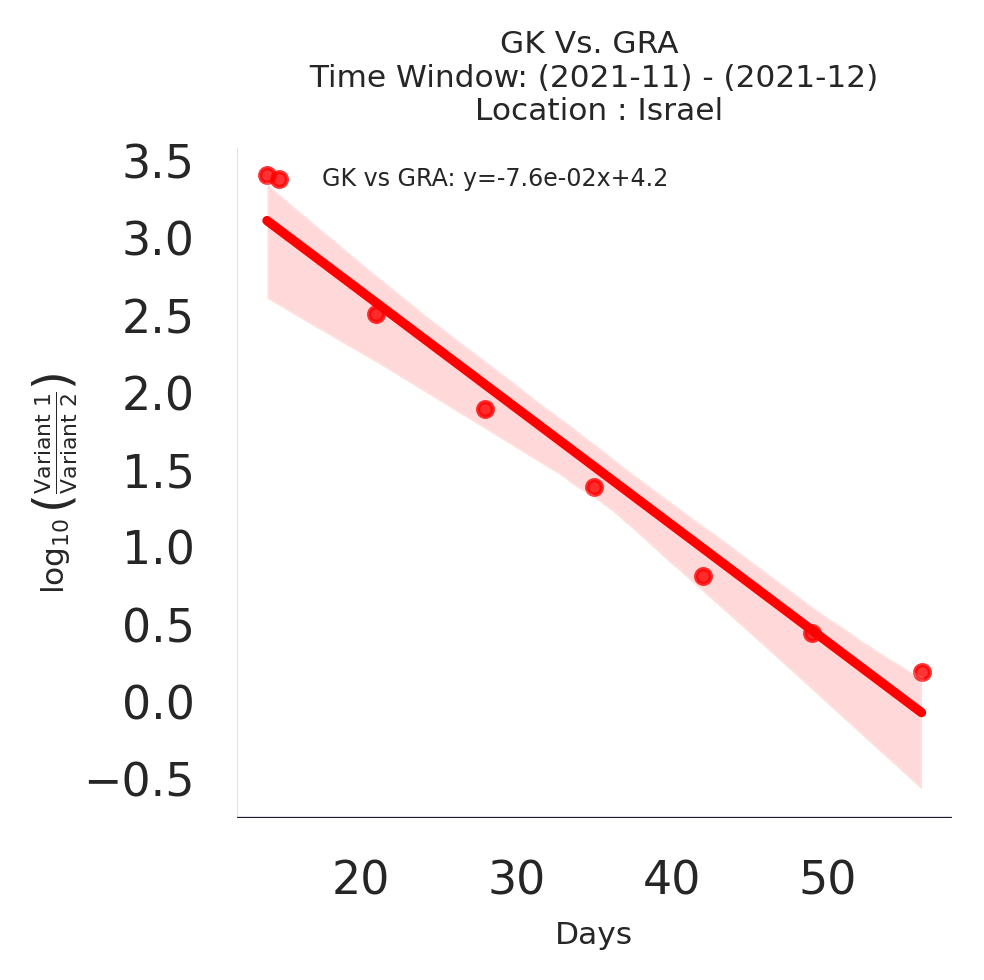 GK Vs. GRA
Time Window: (2021-11) - (2021-12)
Location : Israel
GK vs GRA: y=-7.6e-02x+4.2
3.5
3.0
2.5
2.0
1.5
1.0
0.5
0.0
−0.5
log₁₀(Variant 1/Variant 2)
20 30 40 50
Days